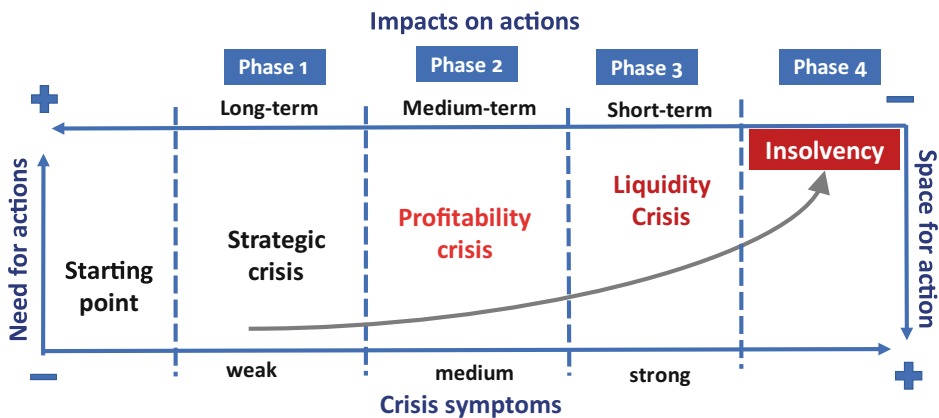 Impacts on actions
Phase 1
Phase 2
Phase 3
Phase 4
Long-term
Medium-term
Short-term
Need for actions
Starting
point
Strategic
crisis
Profitability
crisis
Liquidity
Crisis
Insolvency
Space for action
weak
medium
strong
Crisis symptoms